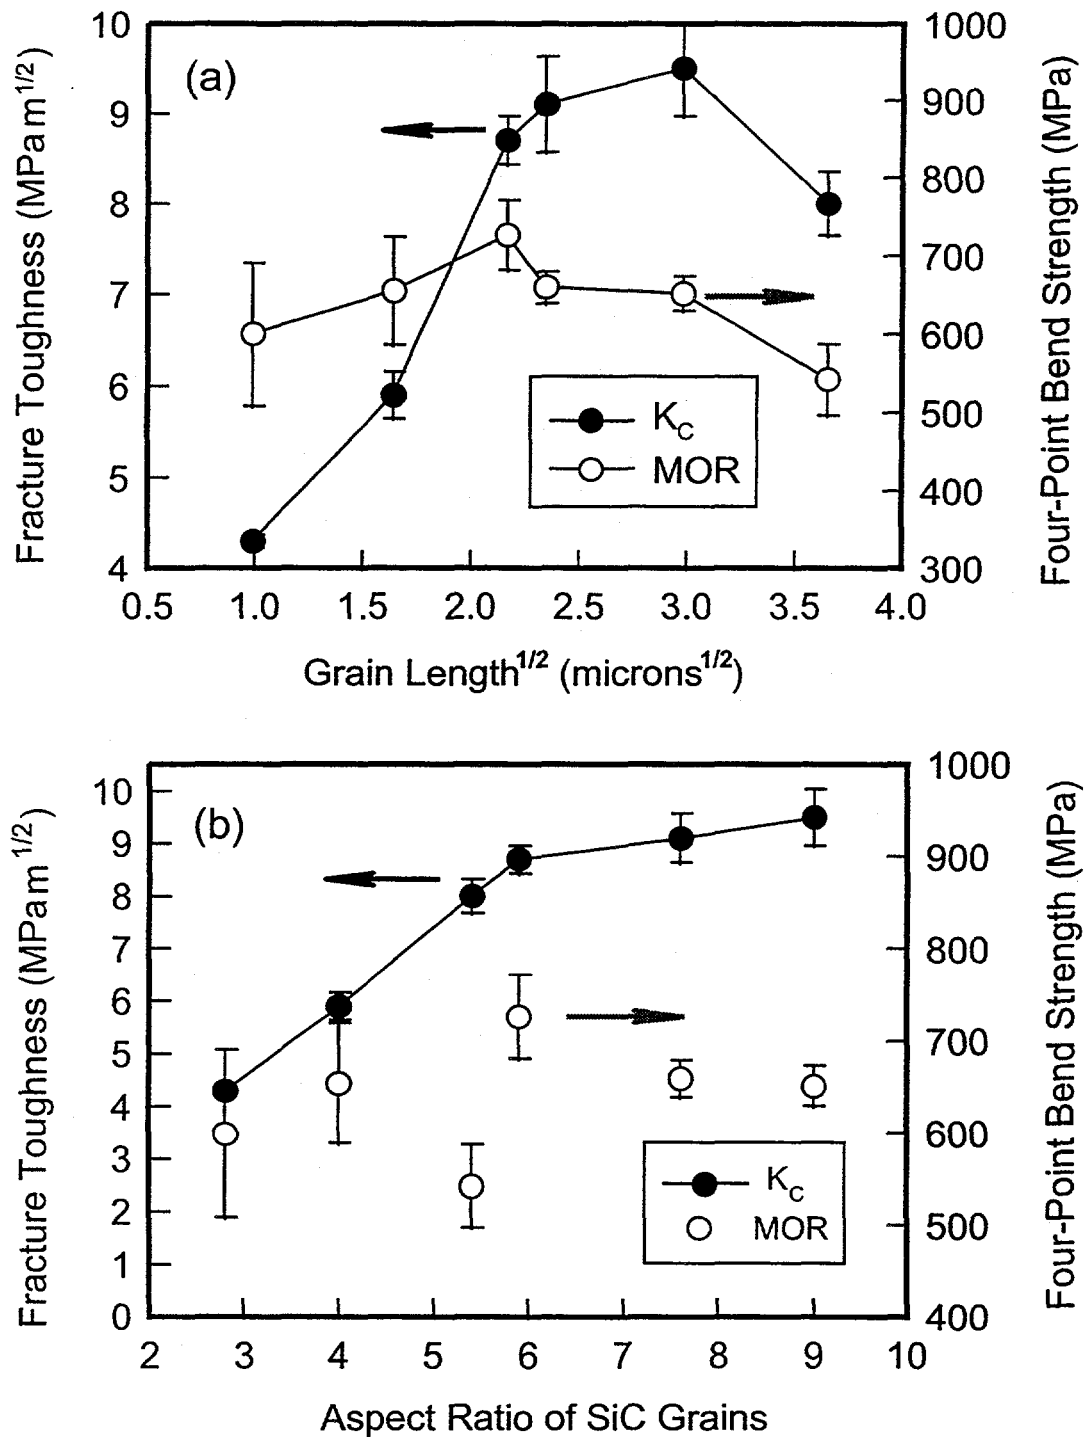 (a)
Fracture Toughness (MPam^1/2)
10
9
8
7
6
5
4
1000
900
800
700
600
500
400
300
Four-Point Bend Strength (MPa)
K_C
MOR
0.5 1.0 1.5 2.0 2.5 3.0 3.5 4.0
Grain Length^1/2 (microns^1/2)
(b)
Fracture Toughness (MPam^1/2)
10
9
8
7
6
5
4
3
2
1
0
1000
900
800
700
600
500
400
Four-Point Bend Strength (MPa)
K_C
MOR
2 3 4 5 6 7 8 9 10
Aspect Ratio of SiC Grains